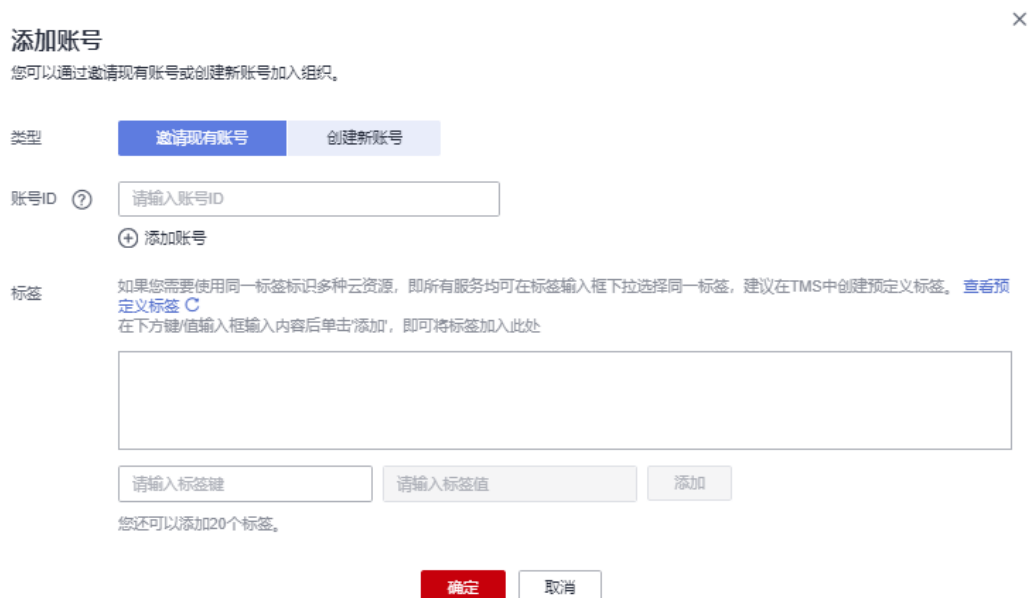 添加账号
您可以通过邀请现有账号或创建新账号加入组织。
类型
邀请现有账号
创建新账号
账号ID
请输入账号ID
添加账号
标签
如果您需要使用同一标签标识多种云资源，即所有服务均可在标签输入框下拉选择同一标签，建议在TMS中创建预定义标签。 查看预
定义标签
在下方键/值输入框输入内容后单击'添加'，即可将标签加入此处
请输入标签键
请输入标签值
添加
您还可以添加20个标签。
确定
取消